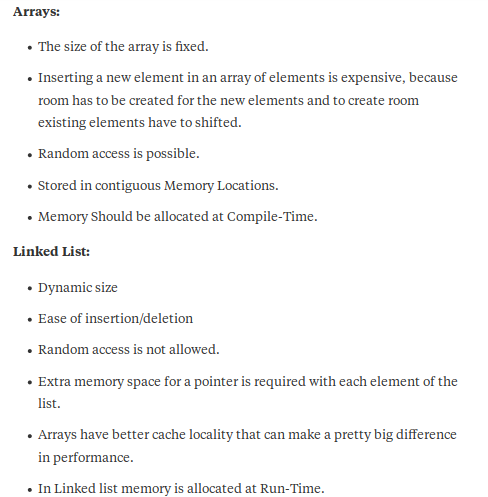 Arrays:
• The size of the array is fixed.
• Inserting a new element in an array of elements is expensive, because
room has to be created for the new elements and to create room
existing elements have to shifted.
• Random access is possible.
• Stored in contiguous Memory Locations.
• Memory Should be allocated at Compile-Time.
Linked List:
• Dynamic size
• Ease of insertion/deletion
• Random access is not allowed.
• Extra memory space for a pointer is required with each element of the
list.
• Arrays have better cache locality that can make a pretty big difference
in performance.
• In Linked list memory is allocated at Run-Time.